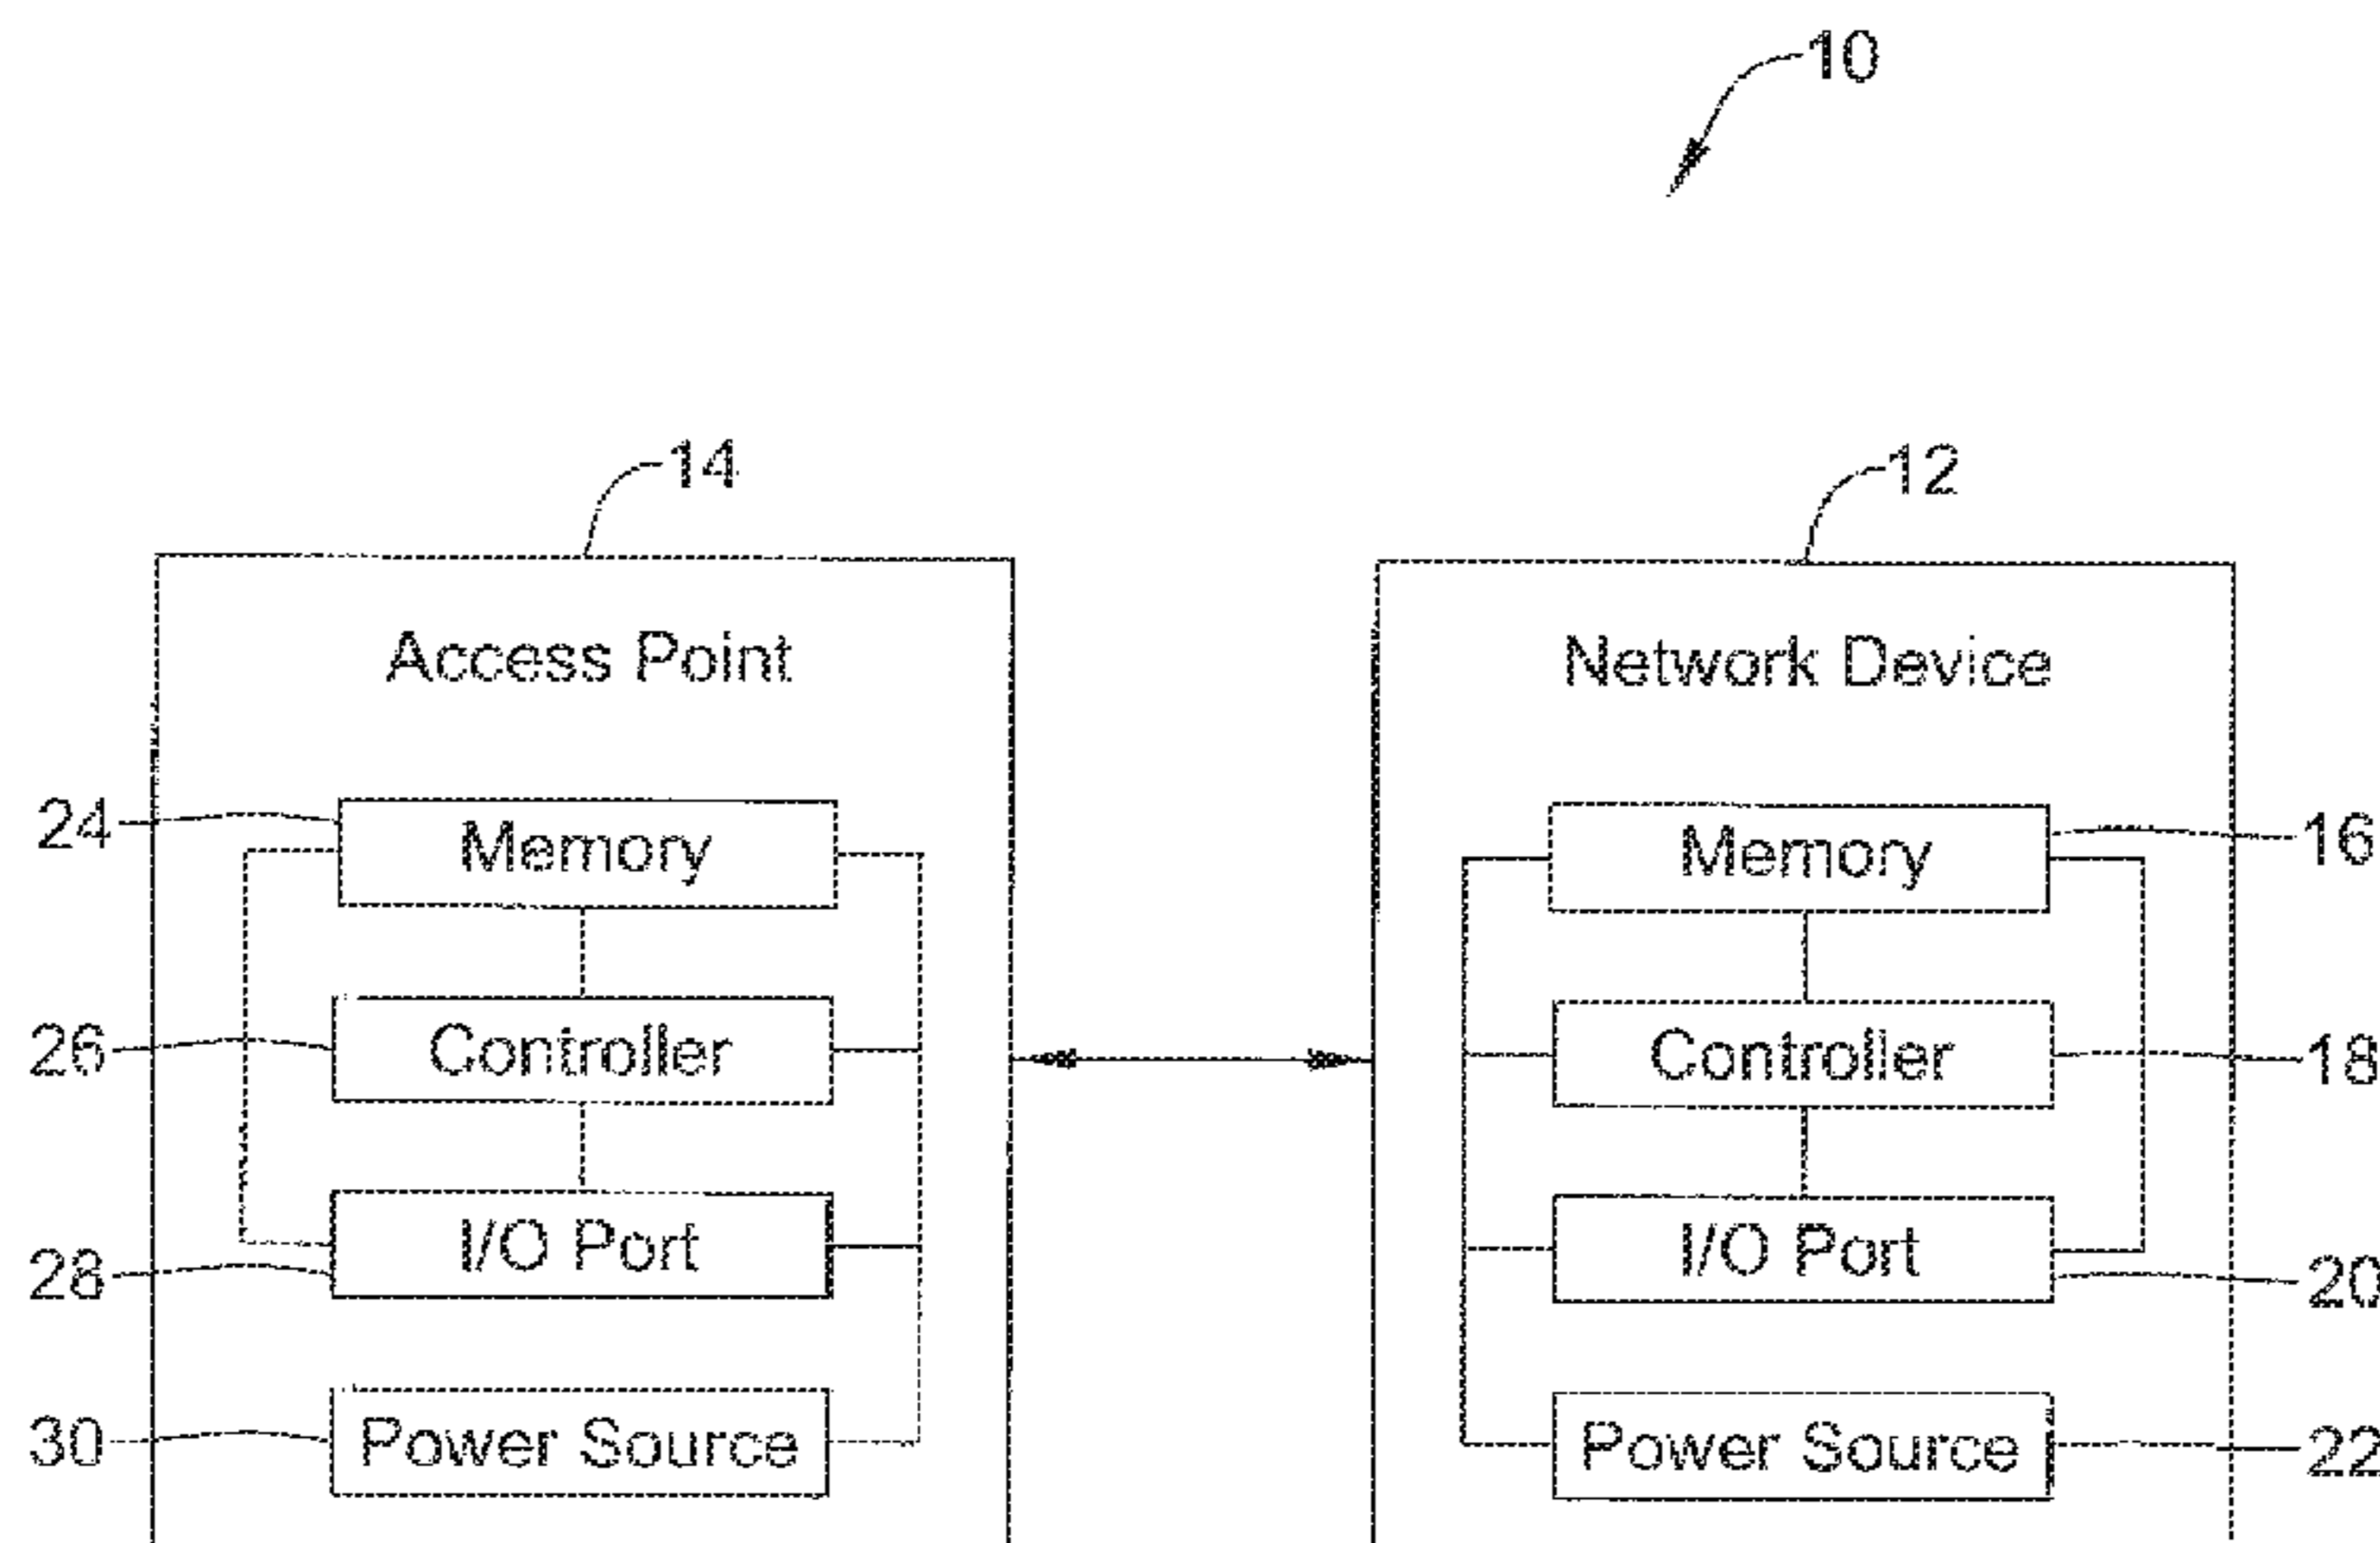 10
14
12
Access Point
Network Device
24
Memory
Memory
16
26
Controller
Controller
18
28
I/O Port
I/O Port
20
30
Power Source
Power Source
22